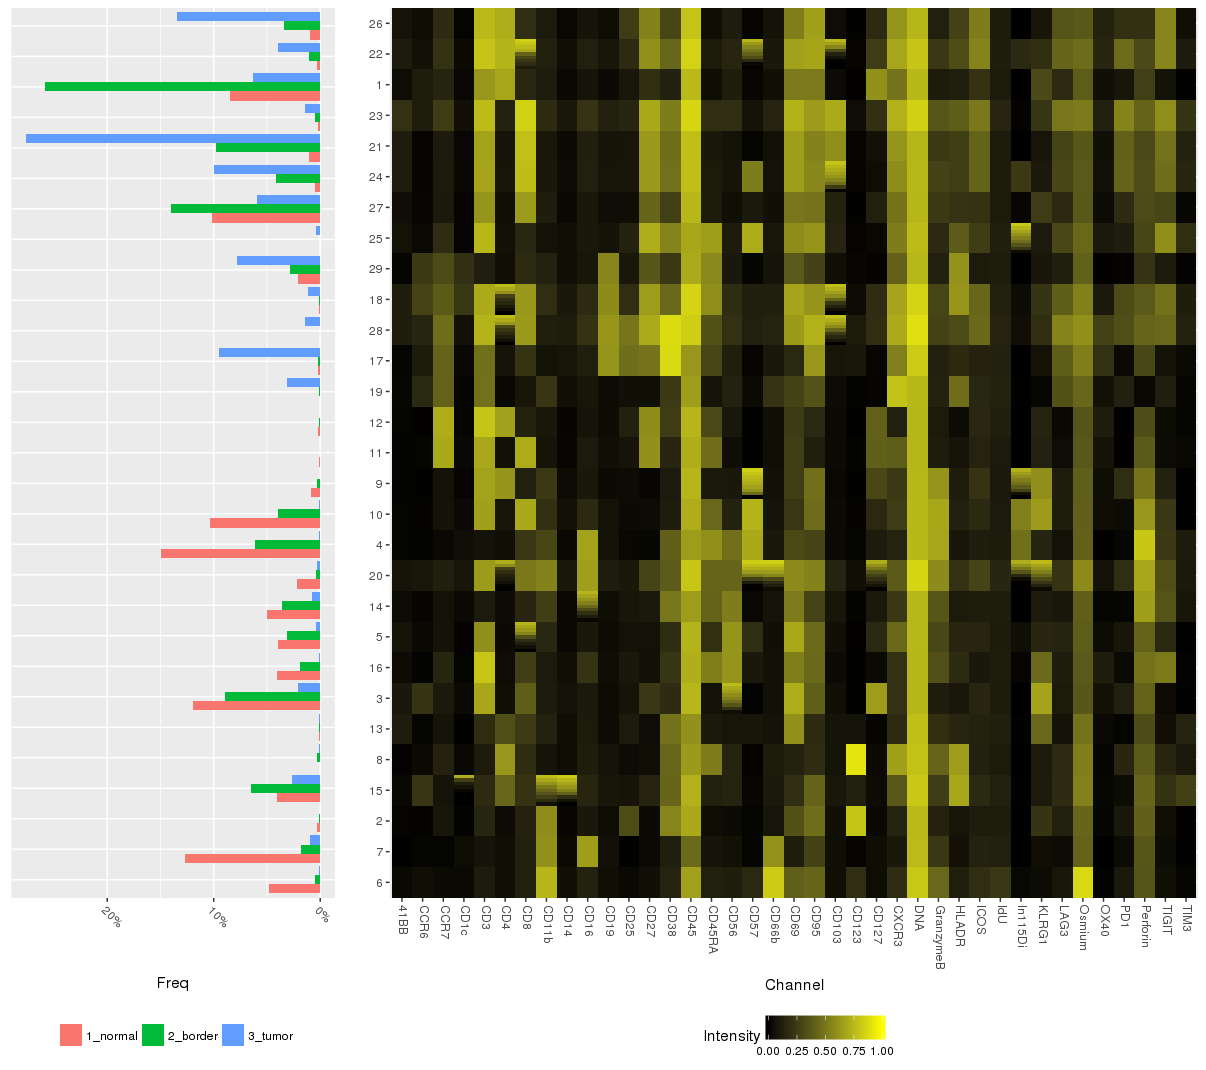 26
22
1
23
21
24
27
25
29
18
28
17
19
12
11
9
10
4
20
14
5
16
3
13
8
15
2
7
6
20%
10%
0%
41BB
CCR6
CCR7
CD1c
CD3
CD4
CD8
CD11b
CD14
CD16
CD19
CD25
CD27
CD38
CD45
CD45RA
CD56
CD57
CD66b
CD69
CD95
CD103
CD123
CD127
CXCR3
DNA
GranzymeB
HLADR
ICOS
IdU
In115Di
KLRG1
LAG3
Osmium
OX40
PD1
Perforin
TIGIT
TIM3
Freq
Channel
1_normal 2_border 3_tumor
Intensity
0.00 0.25 0.50 0.75 1.00